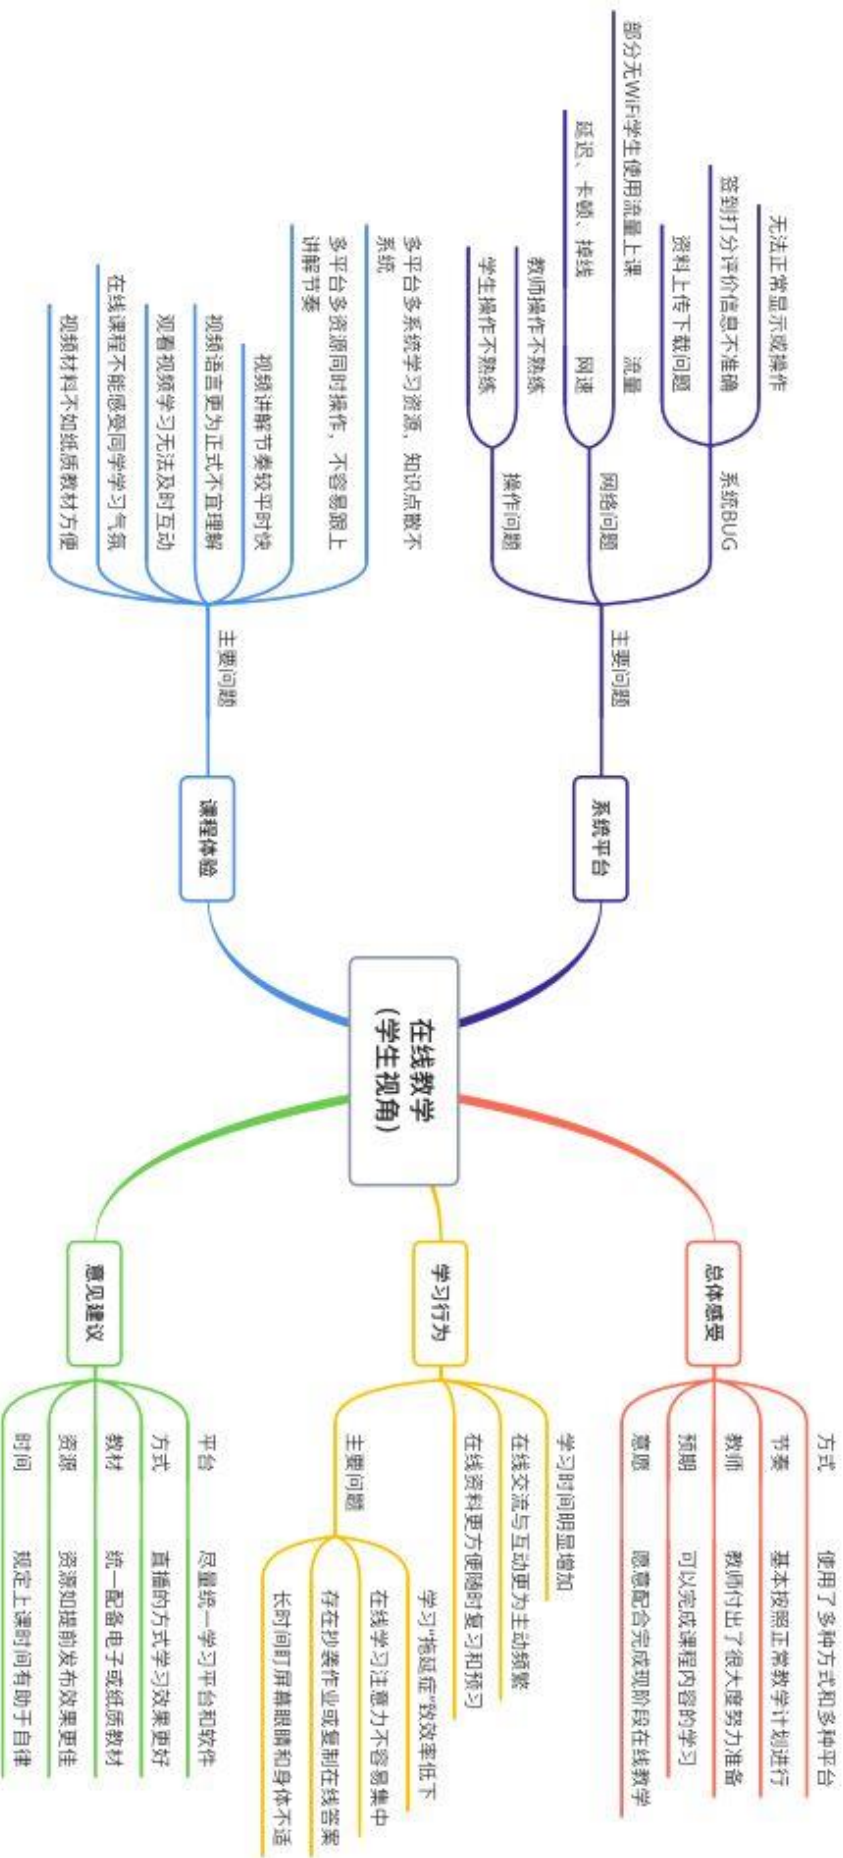 在线教学
(学生视角)
系统平台
主要问题
系统BUG
无法正常显示或操作
签到打分评价信息不准确
资料上传下载问题
网络问题
流量
部分无WiFi学生使用流量上课
网速
延迟、卡顿、掉线
操作问题
教师操作不熟练
学生操作不熟练
课程体验
主要问题
多平台多系统学习资源，知识点散不
系统
多平台多资源同时操作，不容易跟上
讲解节奏
视频讲解节奏较平时快
视频语言更为正式不宜理解
观看视频学习无法及时互动
在线课程不能感受同学学习气氛
视频材料不如纸质教材方便
总体感受
方式
使用了多种方式和多种平台
节奏
基本按照正常教学计划进行
教师
教师付出了很大度努力准备
预期
可以完成课程内容的学习
意愿
愿意配合完成现阶段在线教学
学习行为
学习时间明显增加
在线交流与互动更为主动频繁
在线资料更方便随时复习和预习
主要问题
学习“拖延症”致效率低下
在线学习注意力不容易集中
存在抄袭作业或复制在线答案
长时间盯屏幕眼睛和身体不适
意见建议
平台
尽量统一学习平台和软件
方式
直播的方式学习效果更好
教材
统一配备电子或纸质教材
资源
资源如提前发布效果更佳
时间
规定上课时间有助于自律